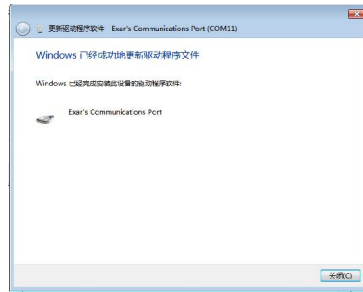 更新驱动程序软件 Exar's Communications Port (COM11)
Windows 已经成功地更新驱动程序文件
Windows 已经完成安装此设备的驱动程序软件:
Exar's Communications Port
关闭(C)